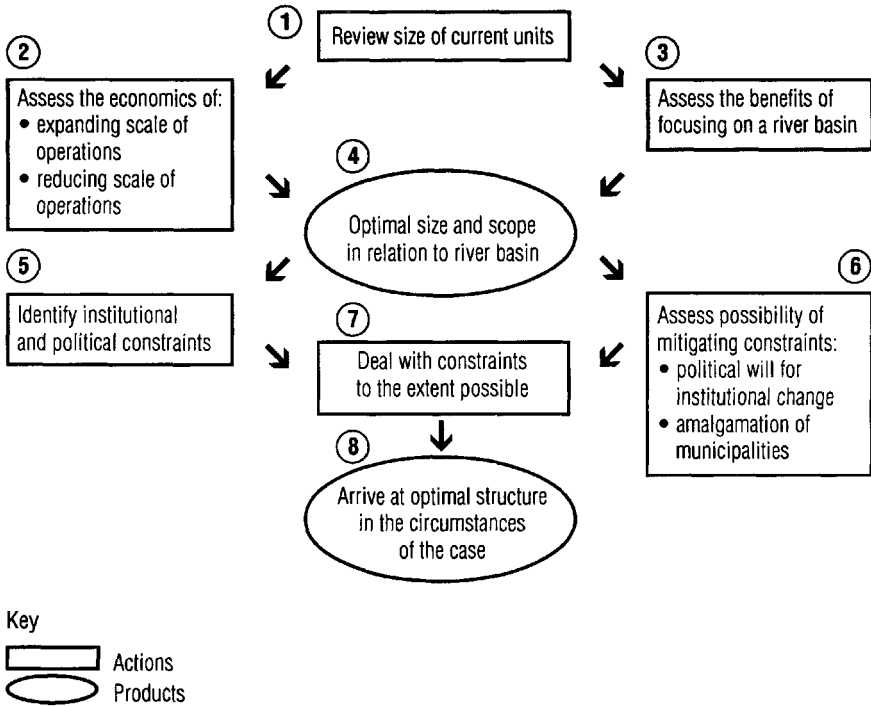 1
Review size of current units
2
Assess the economics of:
• expanding scale of
operations
• reducing scale of
operations
3
Assess the benefits of
focusing on a river basin
4
Optimal size and scope
in relation to river basin
5
Identify institutional
and political constraints
6
Assess possibility of
mitigating constraints:
• political will for
institutional change
• amalgamation of
municipalities
7
Deal with constraints
to the extent possible
8
Arrive at optimal structure
in the circumstances
of the case
Key
Actions
Products